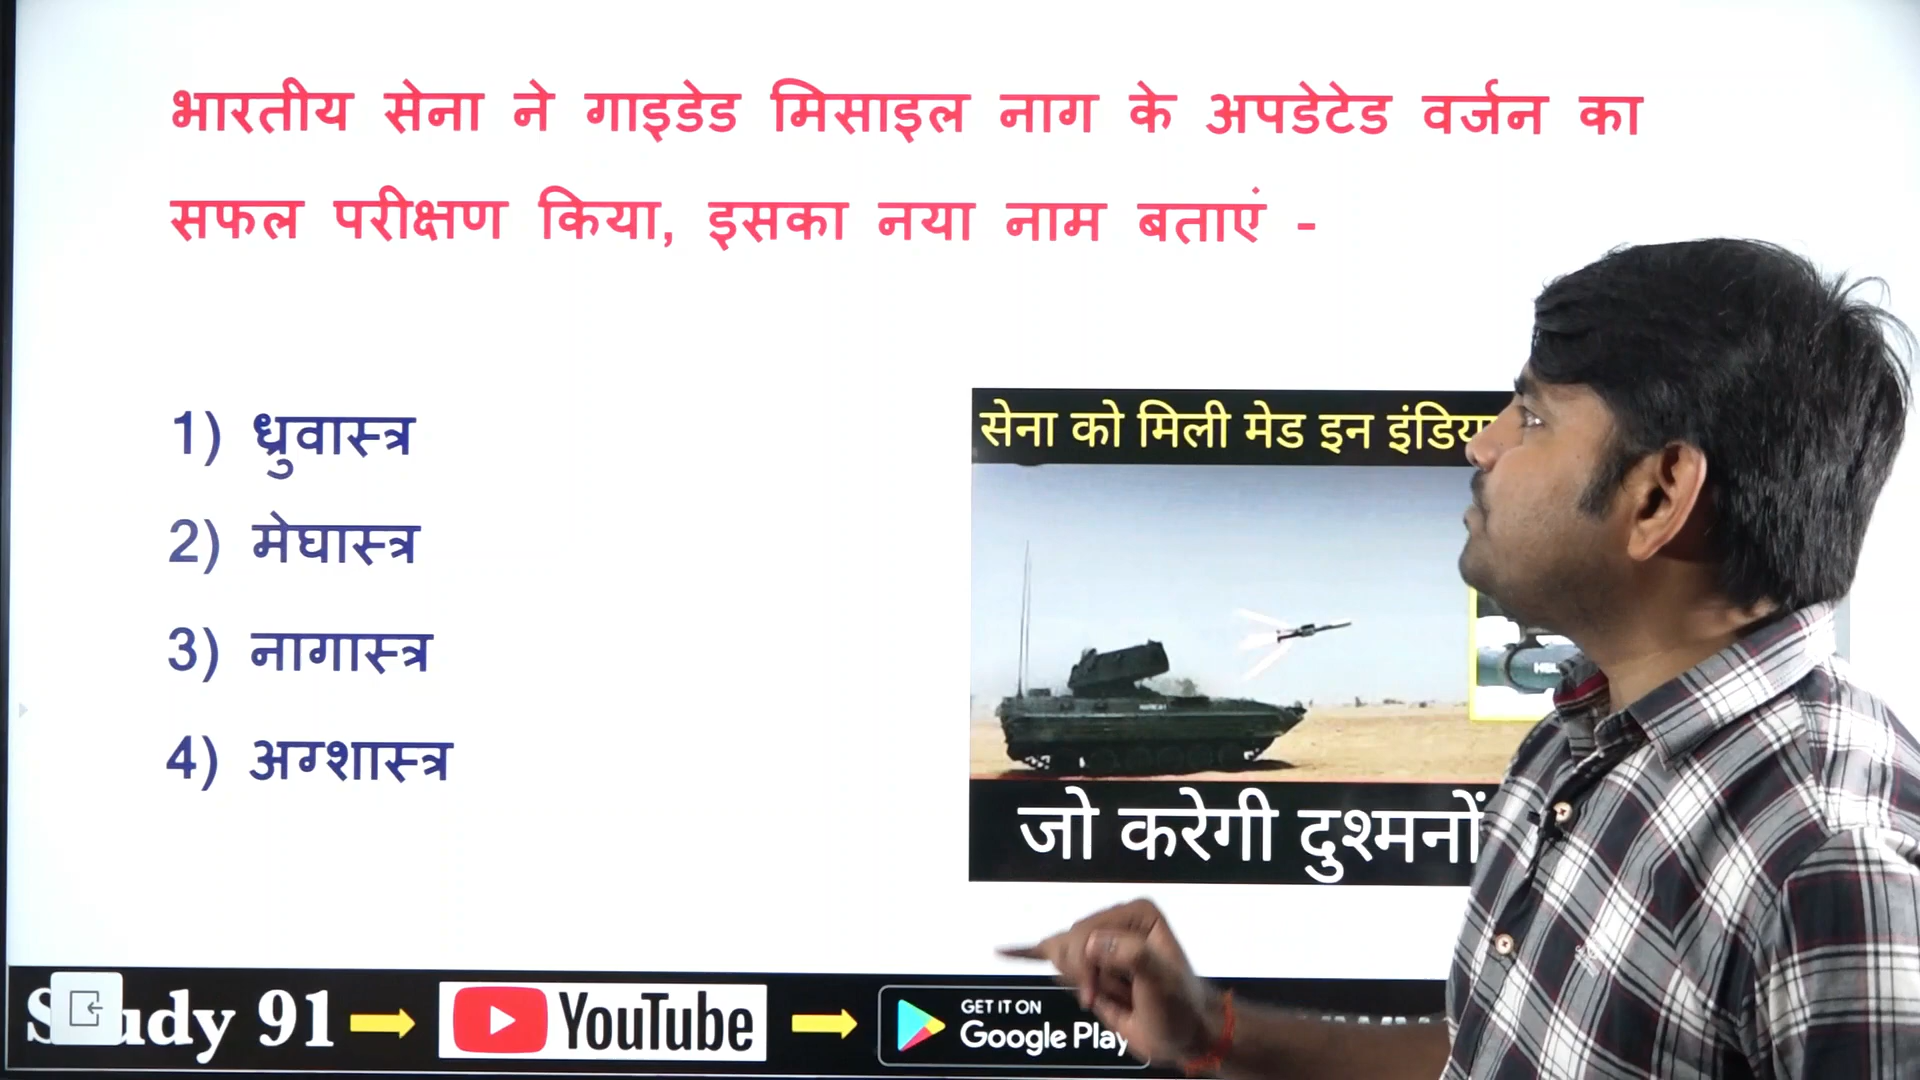 भारतीय सेना ने गाइडेड मिसाइल नाग के अपडेटेड वर्जन का
सफल परीक्षण किया, इसका नया नाम बताएं -
1) ध्रुवास्त्र
2) मेघास्त्र
3) नागास्त्र
4) अग्शास्त्र
सेना को मिली मेड इन इंडिया
जो करेगी दुश्मनों
Study 91
YouTube
GET IT ON
Google Play